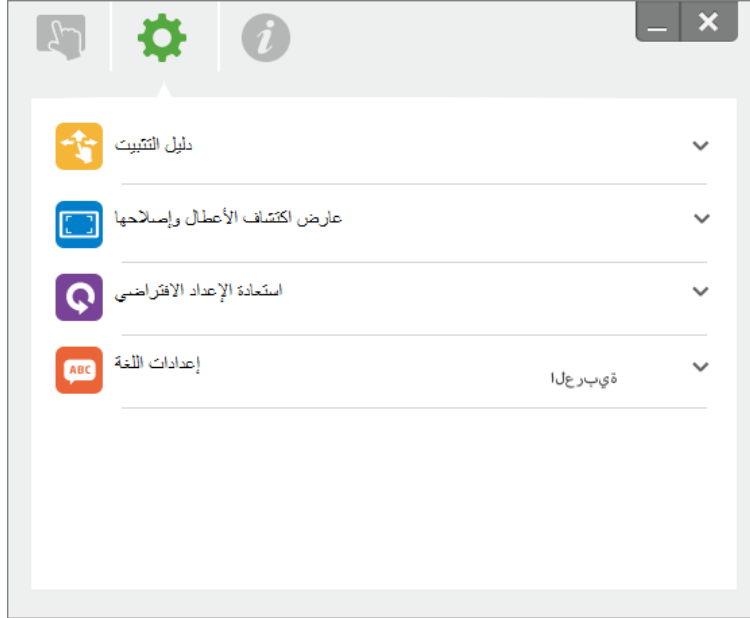 دليل التثبيت
عارض اكتشاف الأعطال وإصلاحها
استعادة الإعداد الافتراضي
ABC
إعدادات اللغة
ةيبرعلا